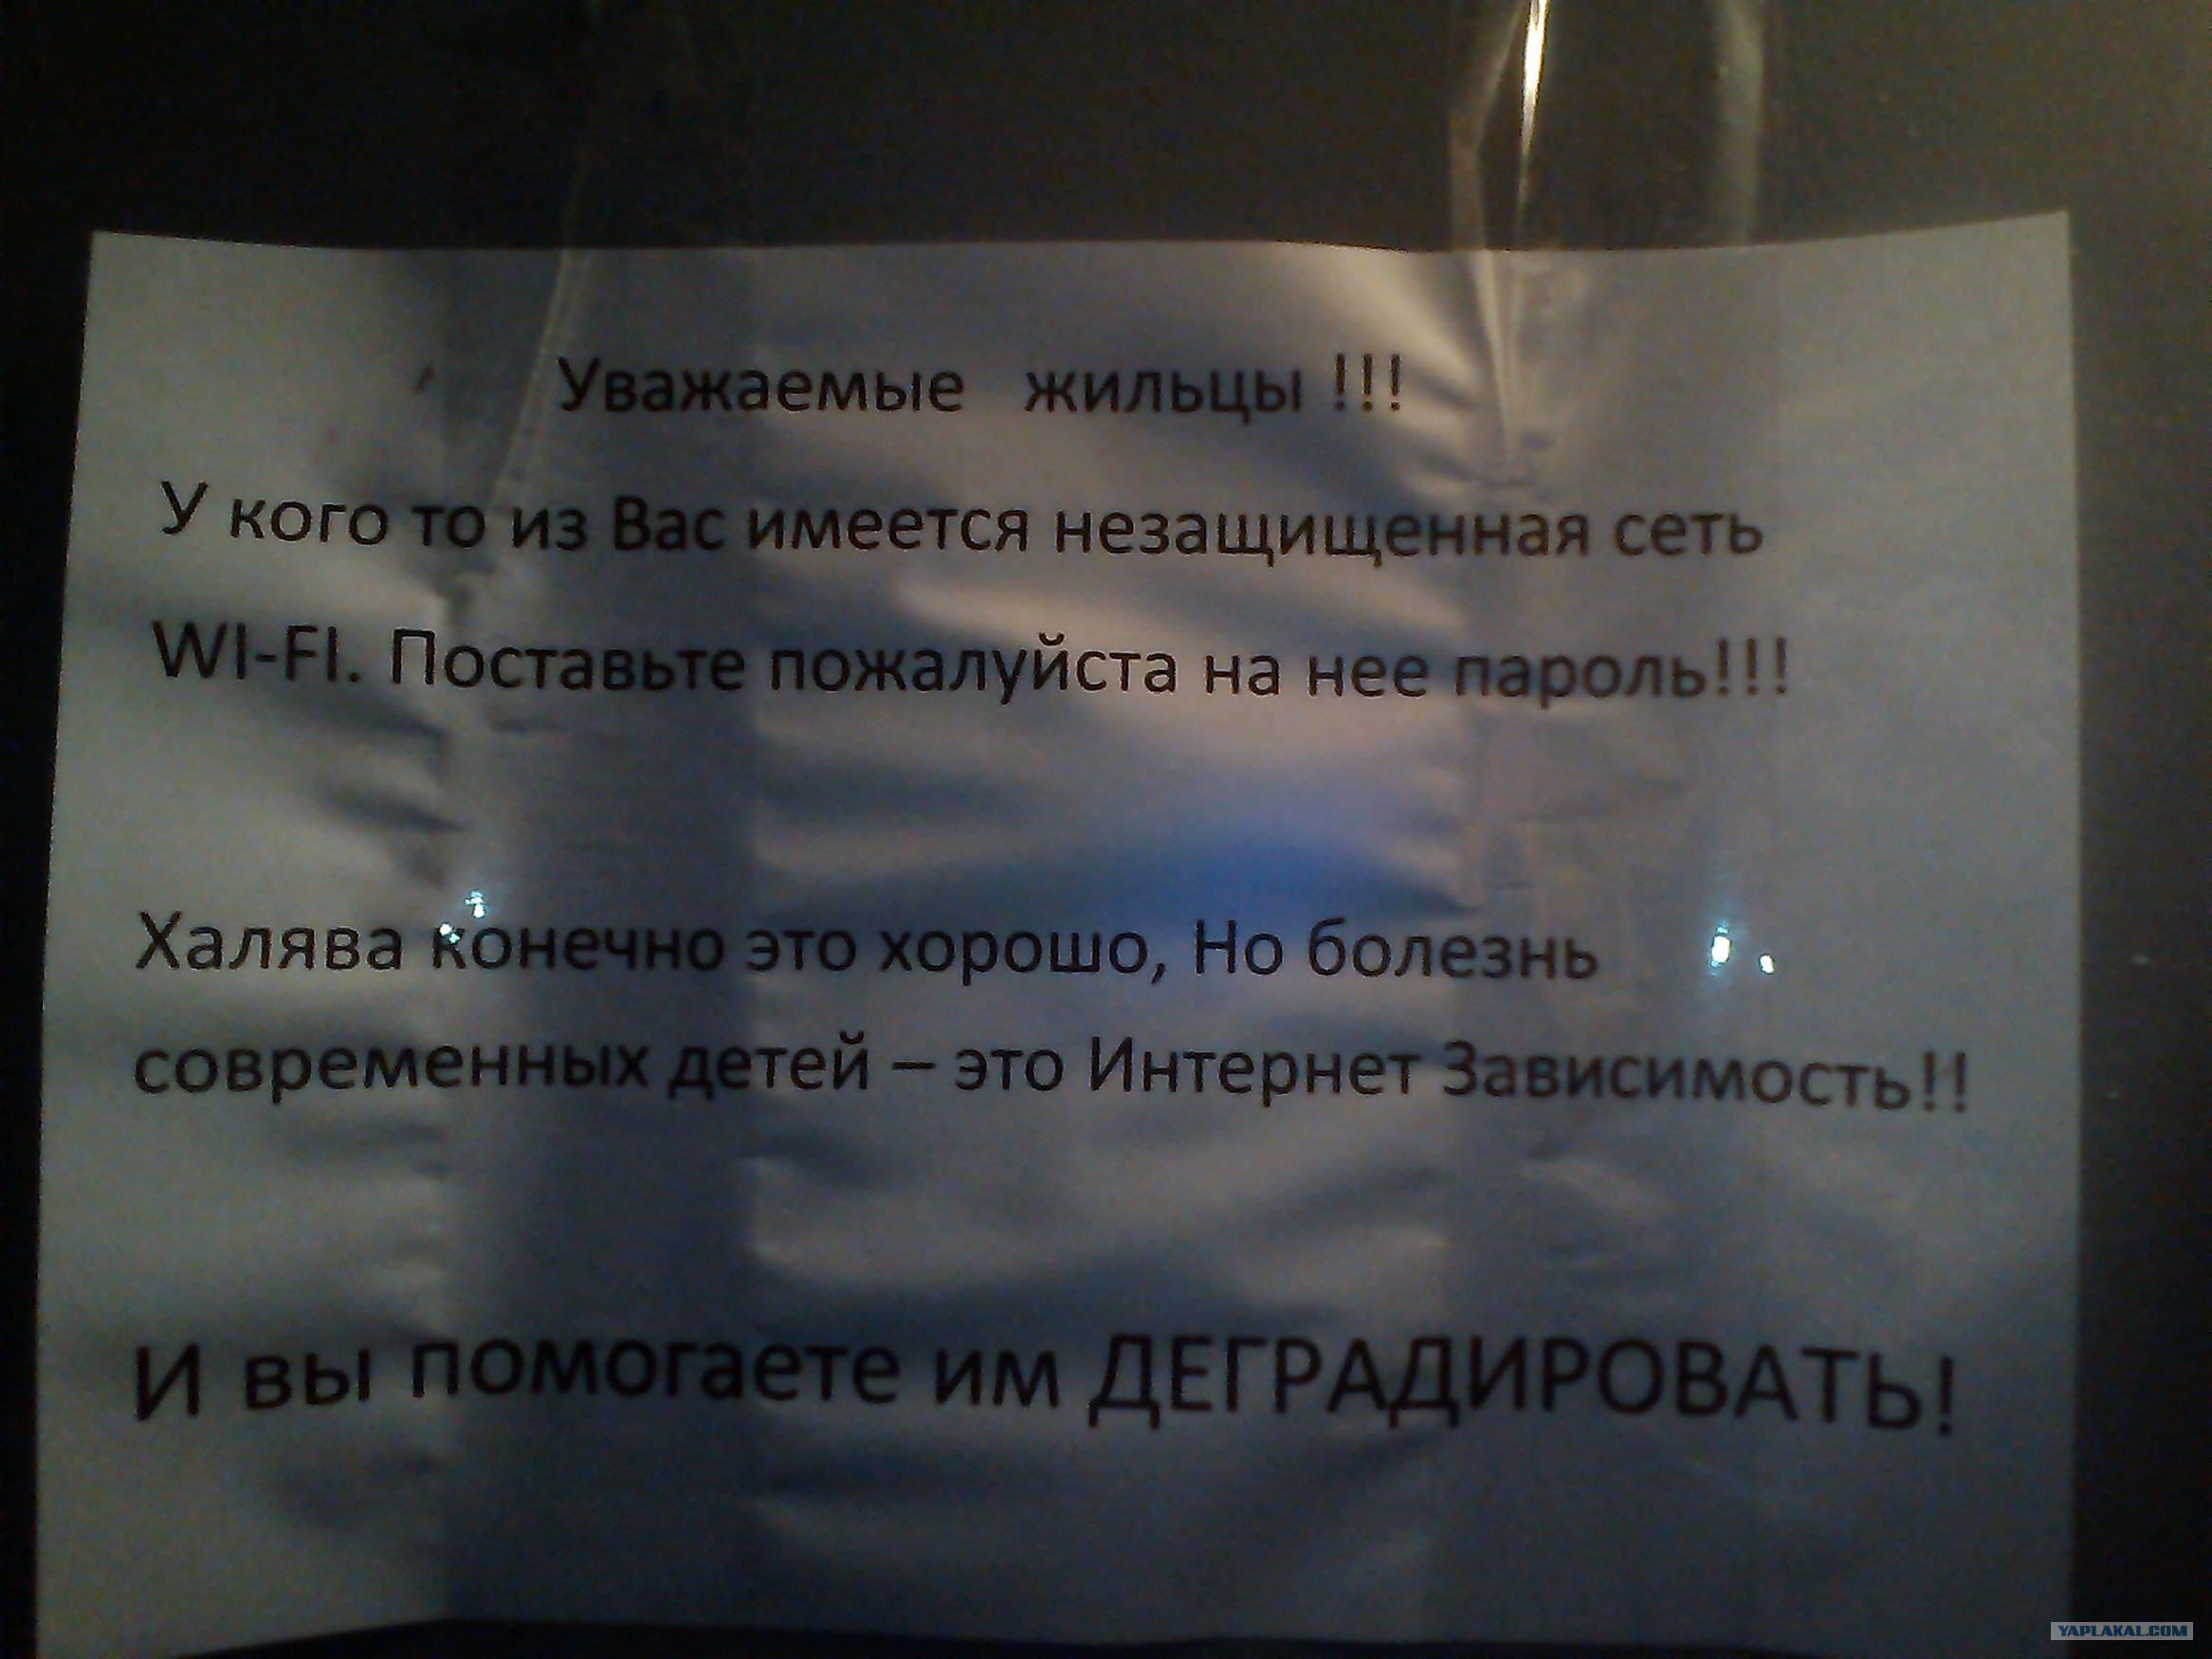 Уважаемые жильцы !!!
У кого то из Вас имеется незащищенная сеть
WI-FI. Поставьте пожалуйста на нее пароль!!!
Халява конечно это хорошо, Но болезнь
современных детей – это Интернет Зависимость!!
И вы помогаете им ДЕГРАДИРОВАТЬ!
YAPLAKAL.COM